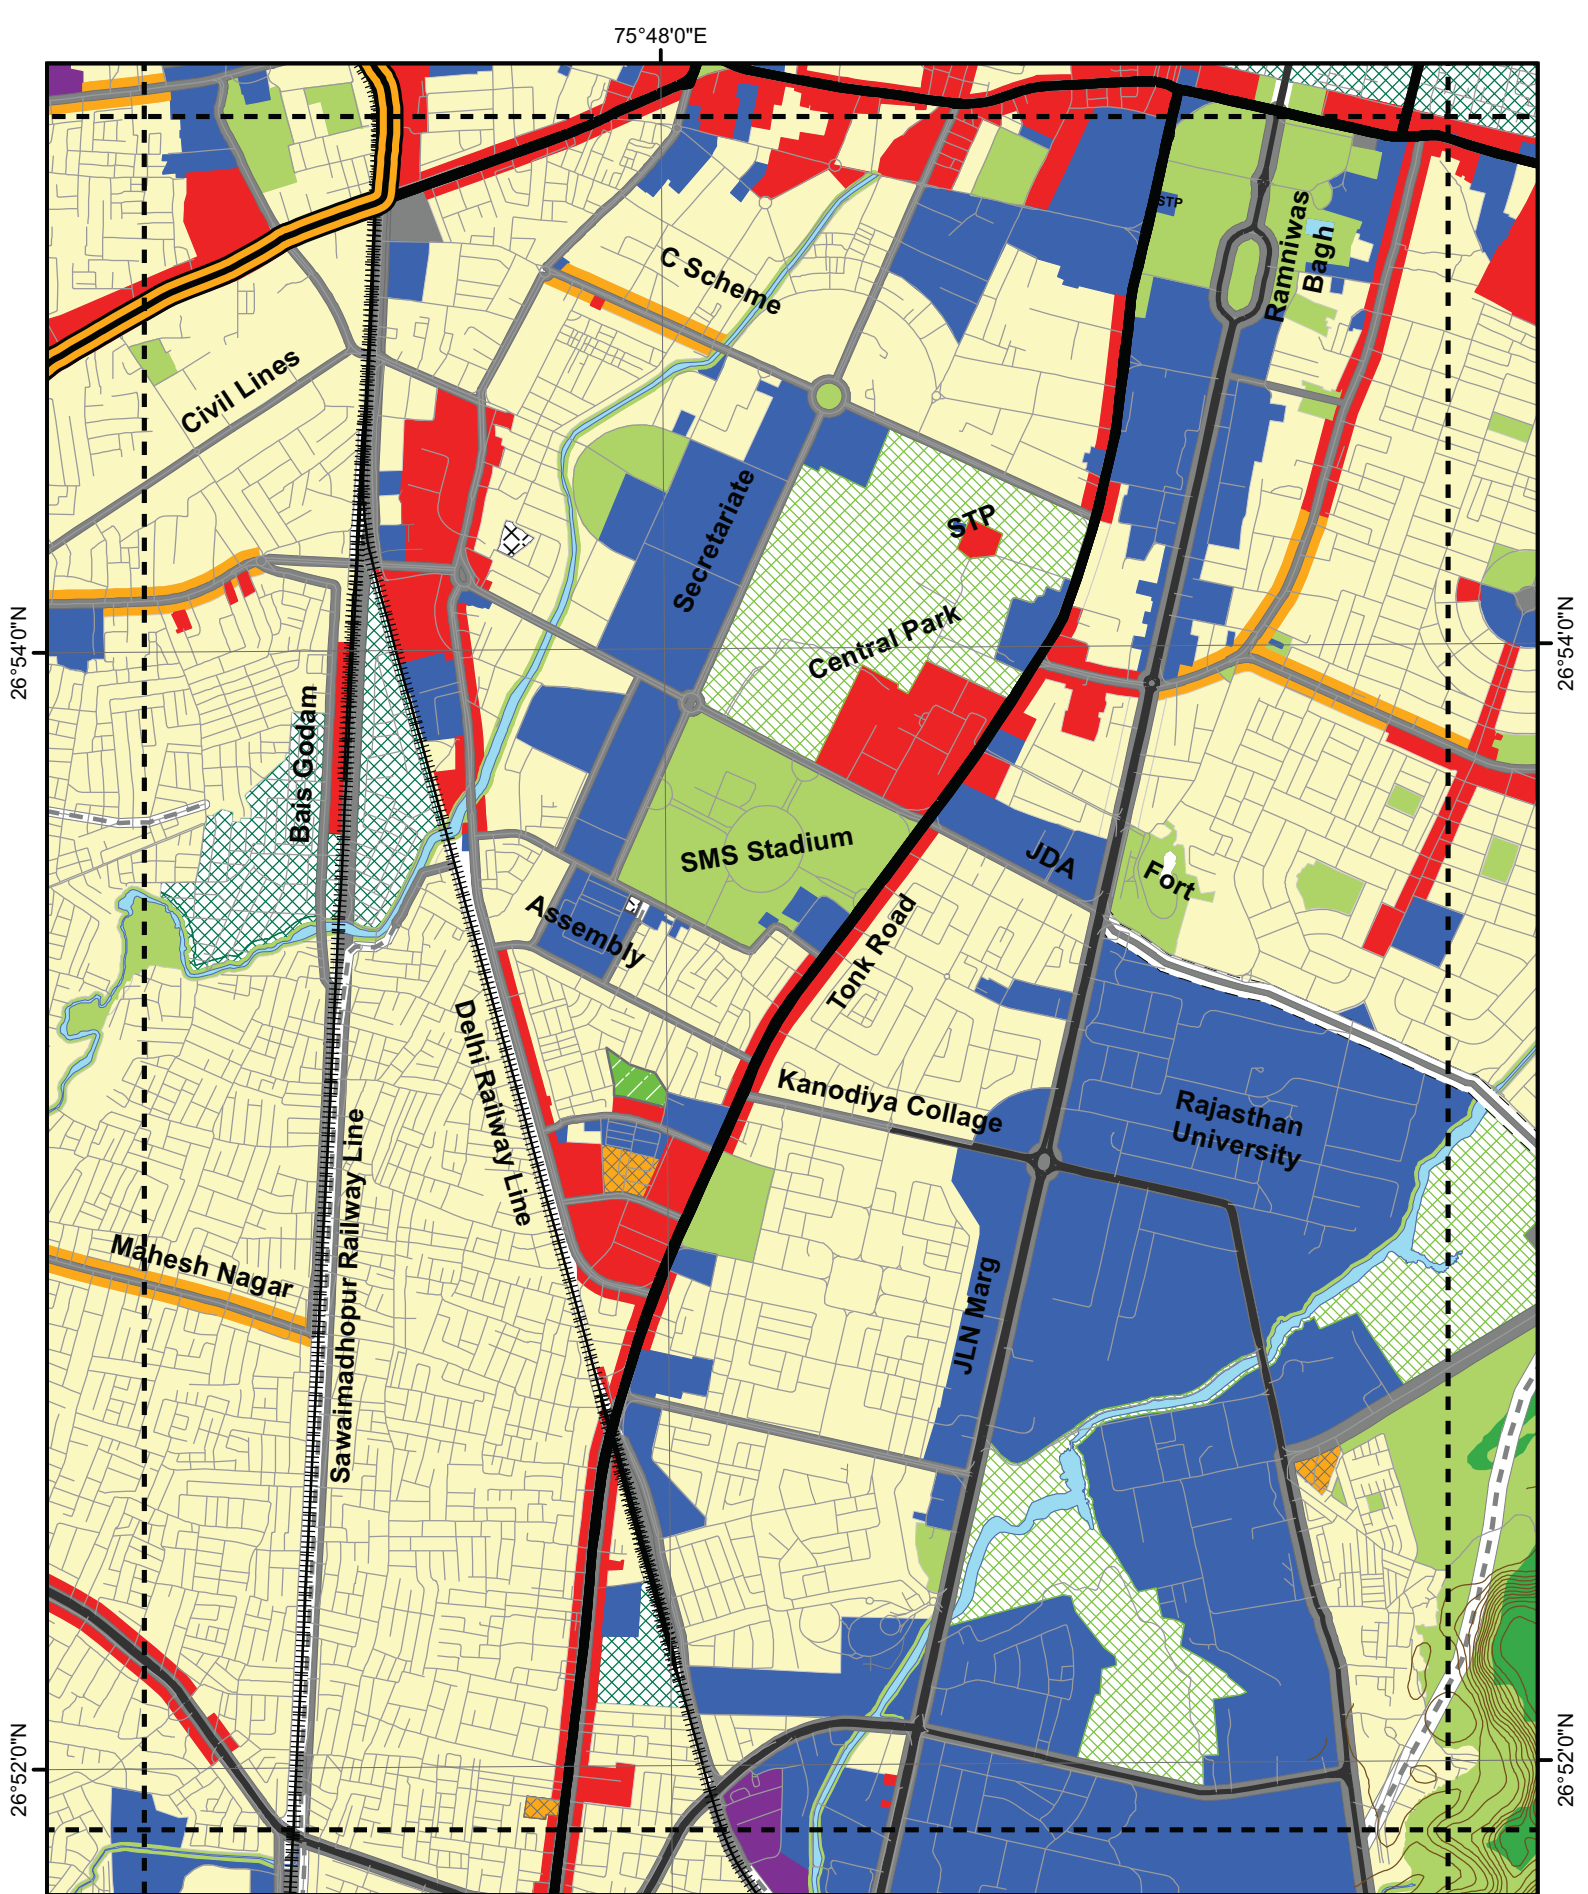 75°48'0"E
STP
Ramniwas
Bagh
C Scheme
Civil Lines
STP
Secretariate
26°54'0"N
26°54'0"N
Central Park
Bais Godam
SMS Stadium
JDA
Fort
Assembly
Tonk Road
Delhi Railway Line
Kanodiya Collage
Rajasthan
University
Sawaimadhopur Railway Line
Mahesh Nagar
JLN Marg
26°52'0"N
26°52'0"N